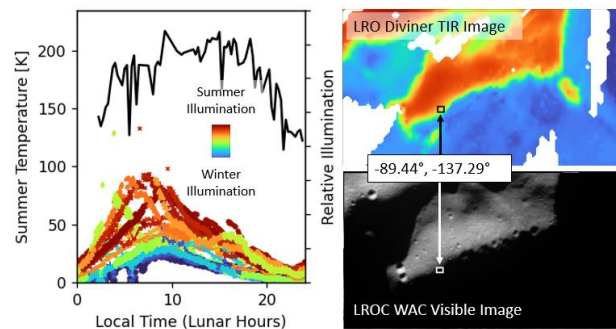 200
150
100
50
0
Summer Temperature [K]
Summer
Illumination
Winter
Illumination
0
10
20
Local Time (Lunar Hours)
Relative Illumination
LRO Diviner TIR Image
-89.44°, -137.29°
LROC WAC Visible Image